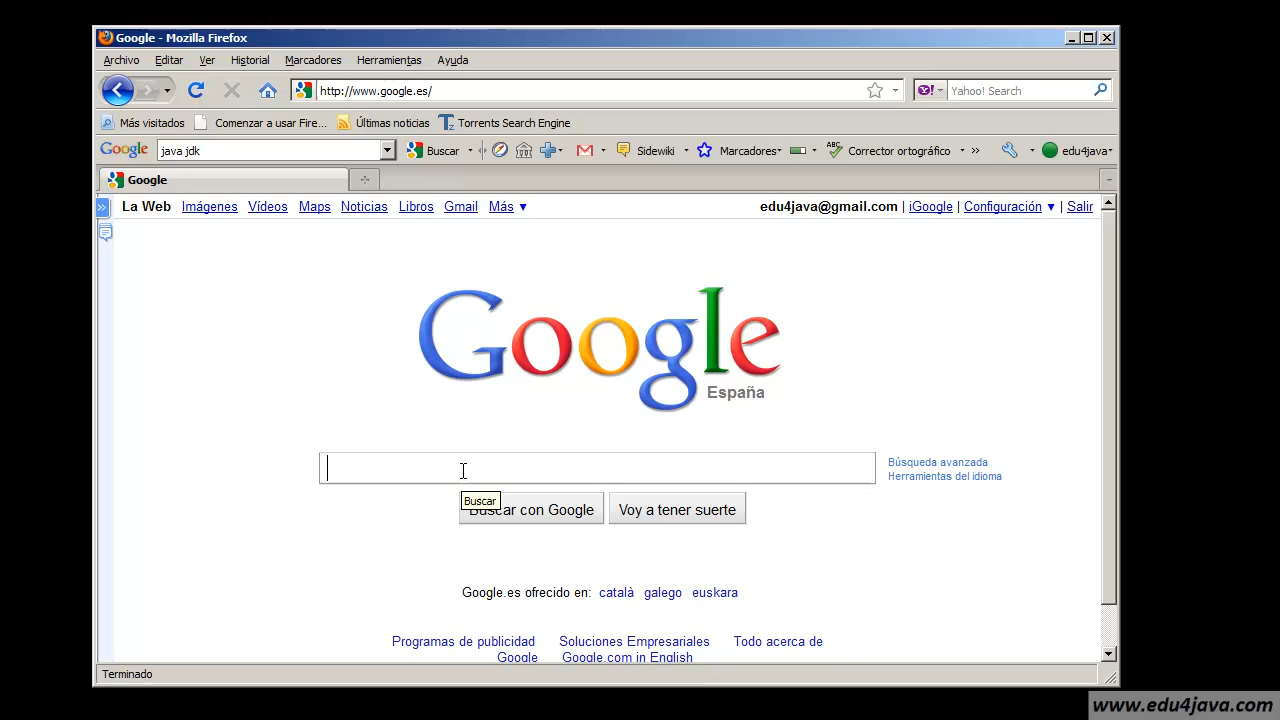 Google - Mozilla Firefox
Archivo Editar Ver Historial Marcadores Herramientas Ayuda
http://www.google.es/ Y! Yahoo! Search
Más visitados Comenzar a usar Fire... Últimas noticias Torrents Search Engine
Google java jdk Buscar Sidewiki Marcadores ABC Corrector ortográfico » edu4java
Google
La Web Imágenes Vídeos Maps Noticias Libros Gmail Más ▼ edu4java@gmail.com | iGoogle | Configuración ▼ | Salir
Google
España
Búsqueda avanzada
Herramientas del idioma
Buscar
Buscar con Google Voy a tener suerte
Google.es ofrecido en: català galego euskara
Programas de publicidad Soluciones Empresariales Todo acerca de
Google Google.com in English
Terminado
www.edu4java.com